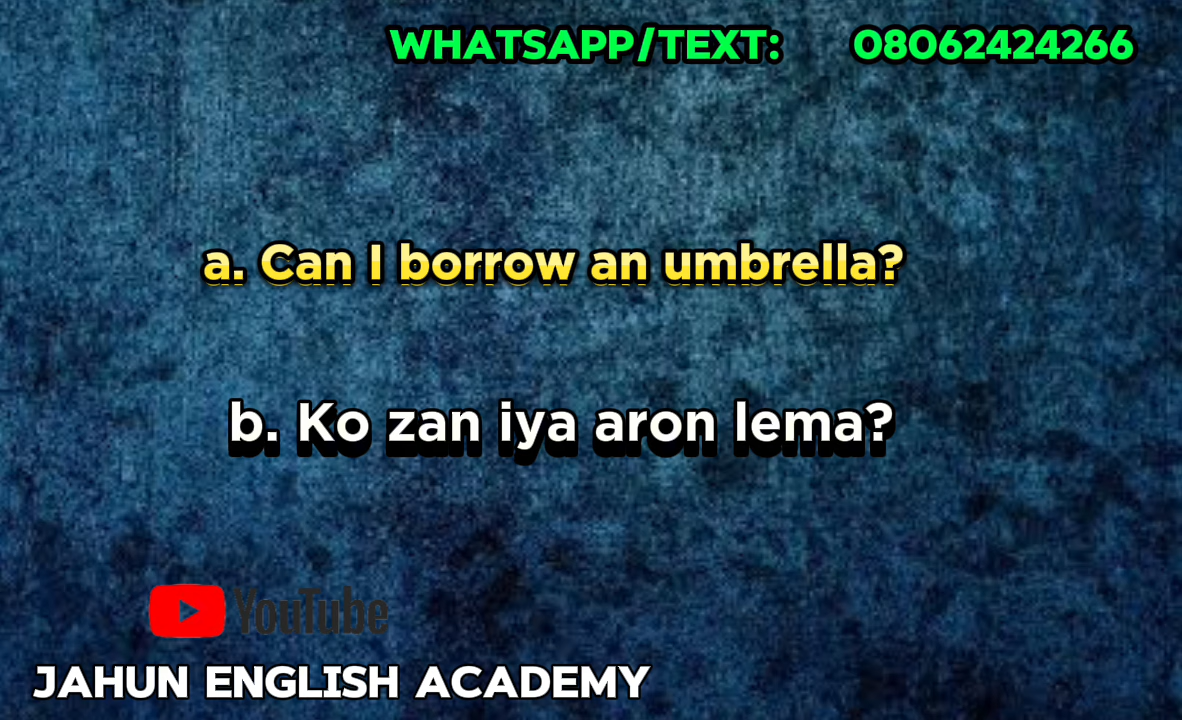 WHATSAPP/TEXT: 08062424266
a. Can I borrow an umbrella?
b. Ko zan iya aron lema?
YouTube
JAHUN ENGLISH ACADEMY